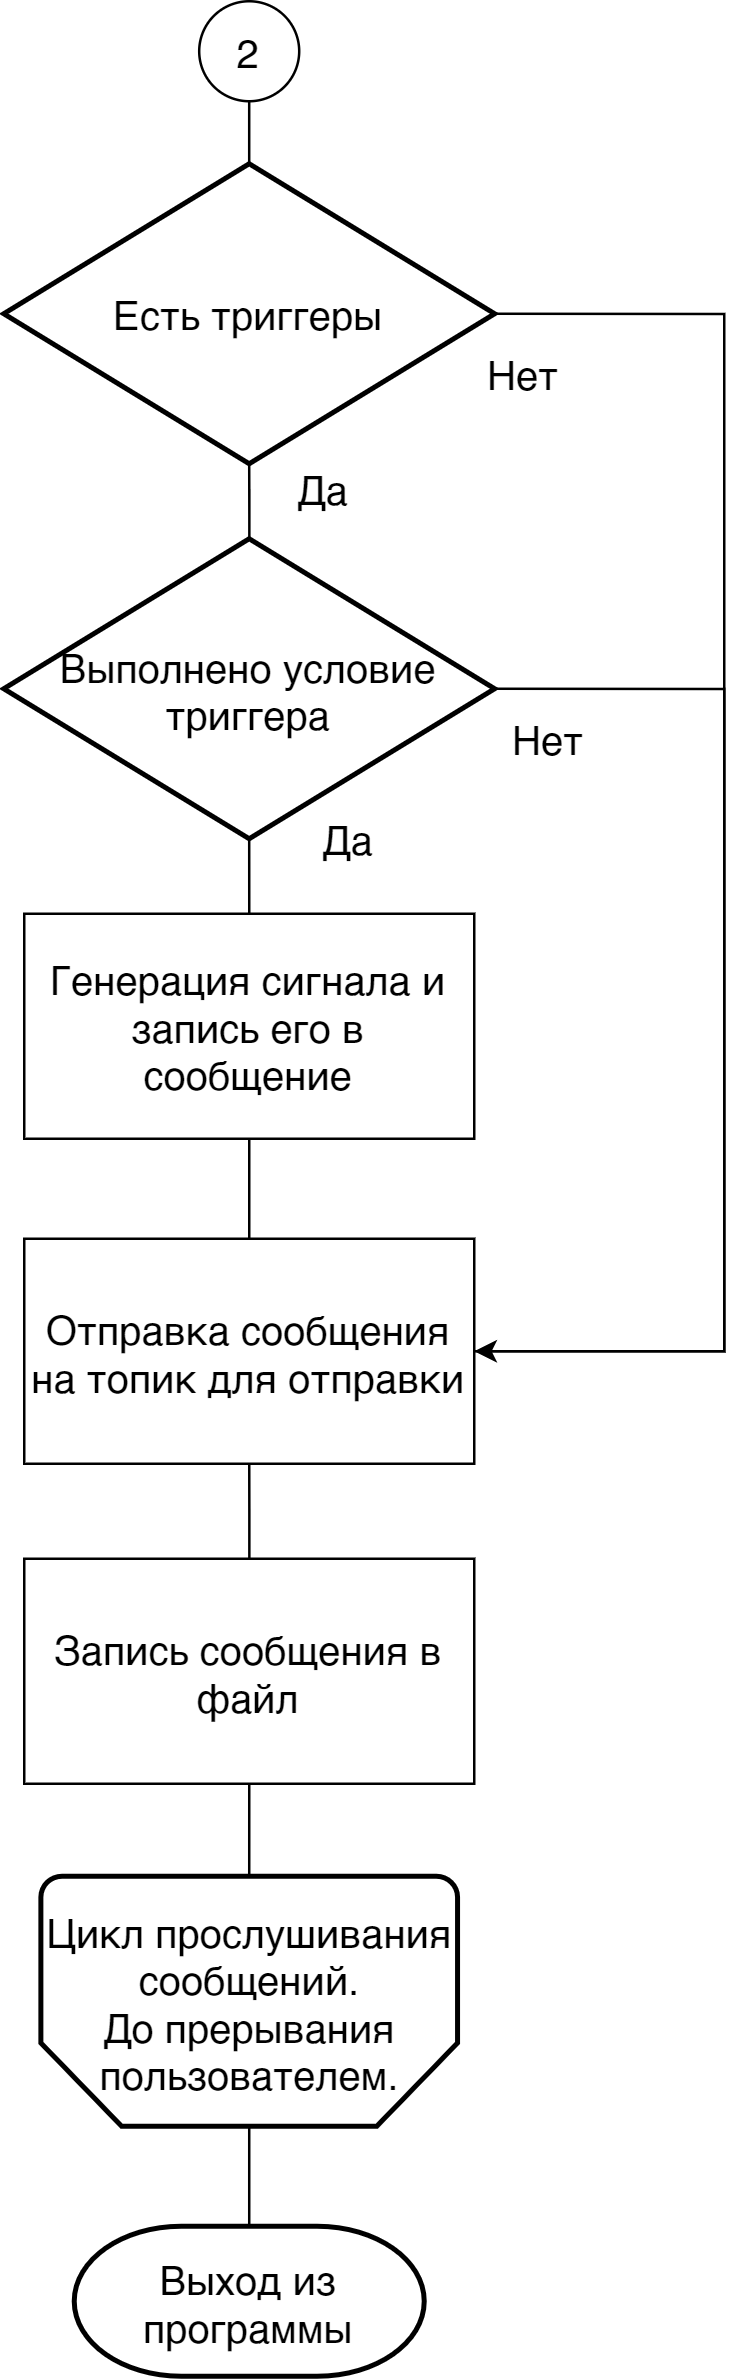 2
Есть триггеры
Нет
Да
Выполнено условие
триггера
Нет
Да
Генерация сигнала и
запись его в
сообщение
Отправка сообщения
на топик для отправки
Запись сообщения в
файл
Цикл прослушивания
сообщений.
До прерывания
пользователем.
Выход из
программы